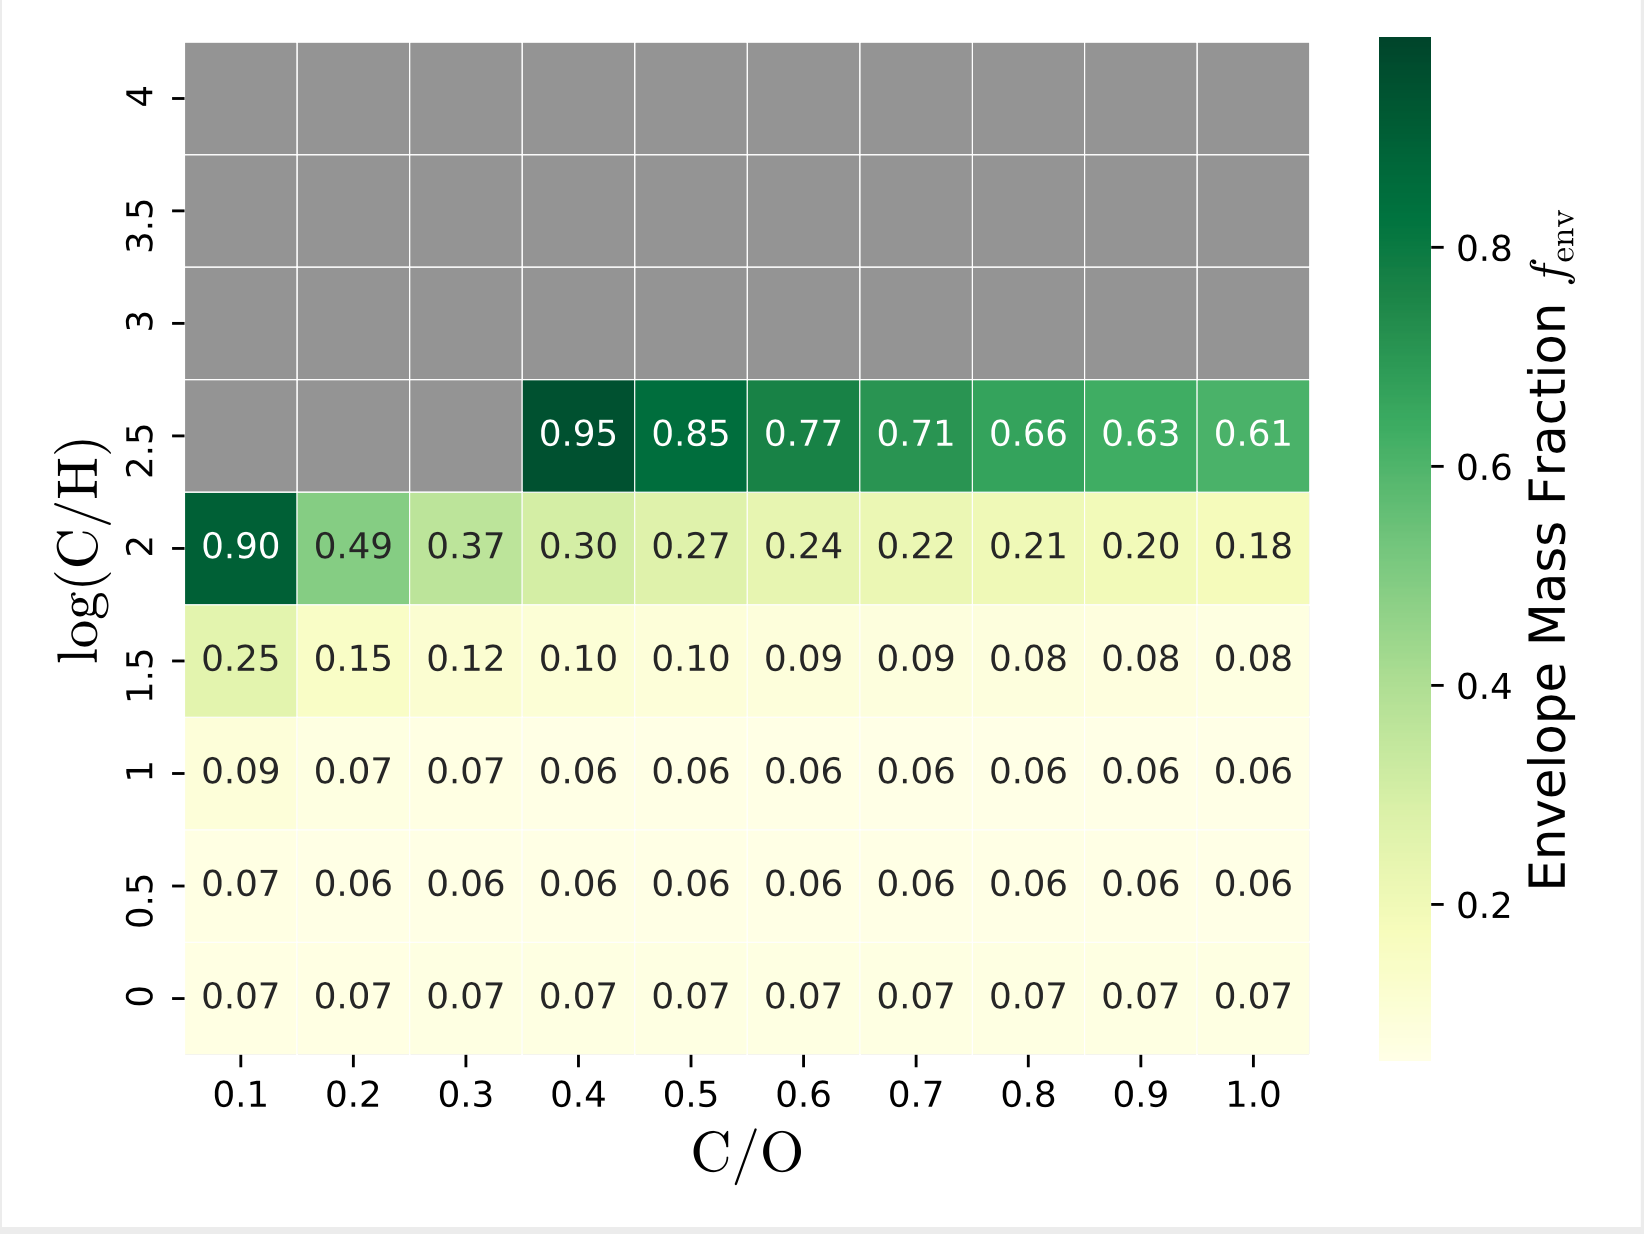 4
3.5
3
2.5 0.95 0.85 0.77 0.71 0.66 0.63 0.61
2 0.90 0.49 0.37 0.30 0.27 0.24 0.22 0.21 0.20 0.18
1.5 0.25 0.15 0.12 0.10 0.10 0.09 0.09 0.08 0.08 0.08
1 0.09 0.07 0.07 0.06 0.06 0.06 0.06 0.06 0.06 0.06
0.5 0.07 0.06 0.06 0.06 0.06 0.06 0.06 0.06 0.06 0.06
0 0.07 0.07 0.07 0.07 0.07 0.07 0.07 0.07 0.07 0.07
0.1 0.2 0.3 0.4 0.5 0.6 0.7 0.8 0.9 1.0
C/O
log(C/H)
0.8
0.6
0.4
0.2
Envelope Mass Fraction f_env